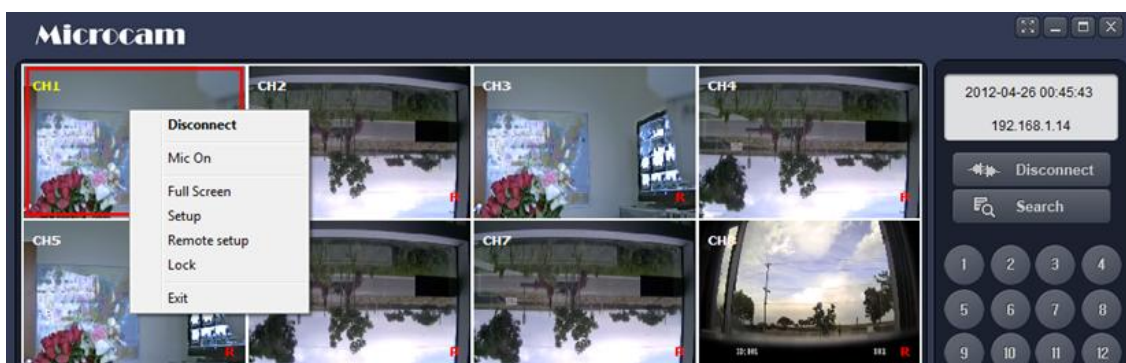 Microcam
CH1
CH2
CH3
CH4
R
R
R
Disconnect
Mic On
Full Screen
Setup
Remote setup
Lock
Exit
CH5
CH7
R
R
R
R
2012-04-26 00:45:43
192.168.1.14
Disconnect
Search
1 2 3 4
5 6 7 8
9 10 11 12